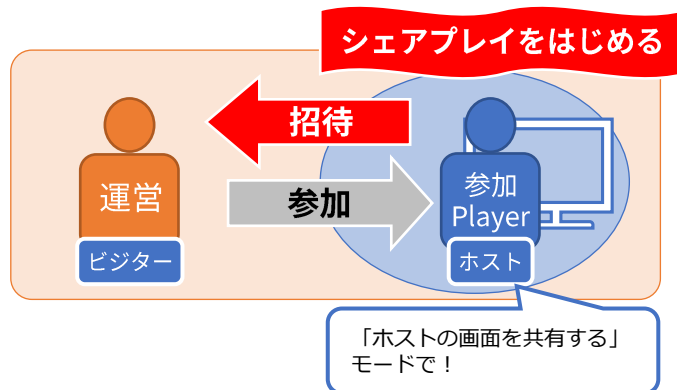 シェアプレイをはじめる
招待
運営
参加
参加
Player
ビジター
ホスト
「ホストの画面を共有する」
モードで！